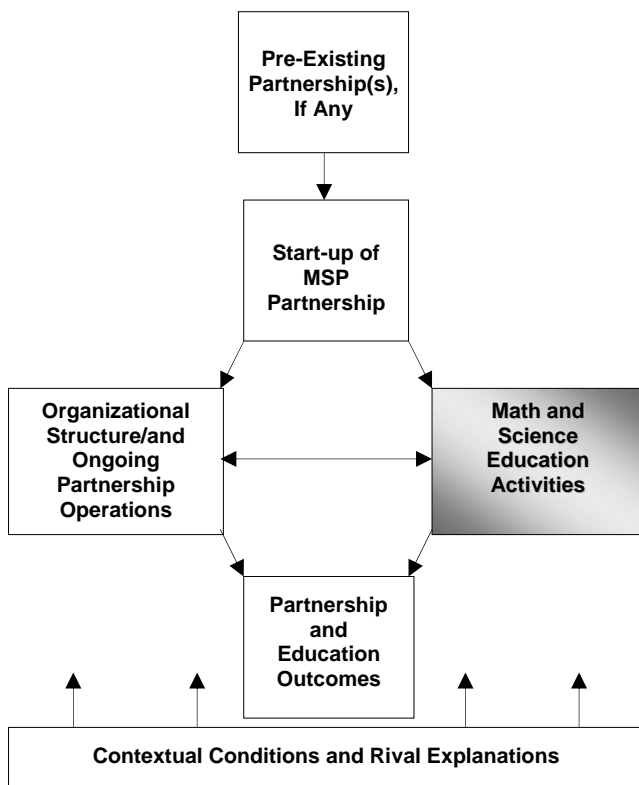 Pre-Existing
Partnership(s),
If Any
Start-up of
MSP
Partnership
Organizational
Structure/and
Ongoing
Partnership
Operations
Math and
Science
Education
Activities
Partnership
and
Education
Outcomes
Contextual Conditions and Rival Explanations